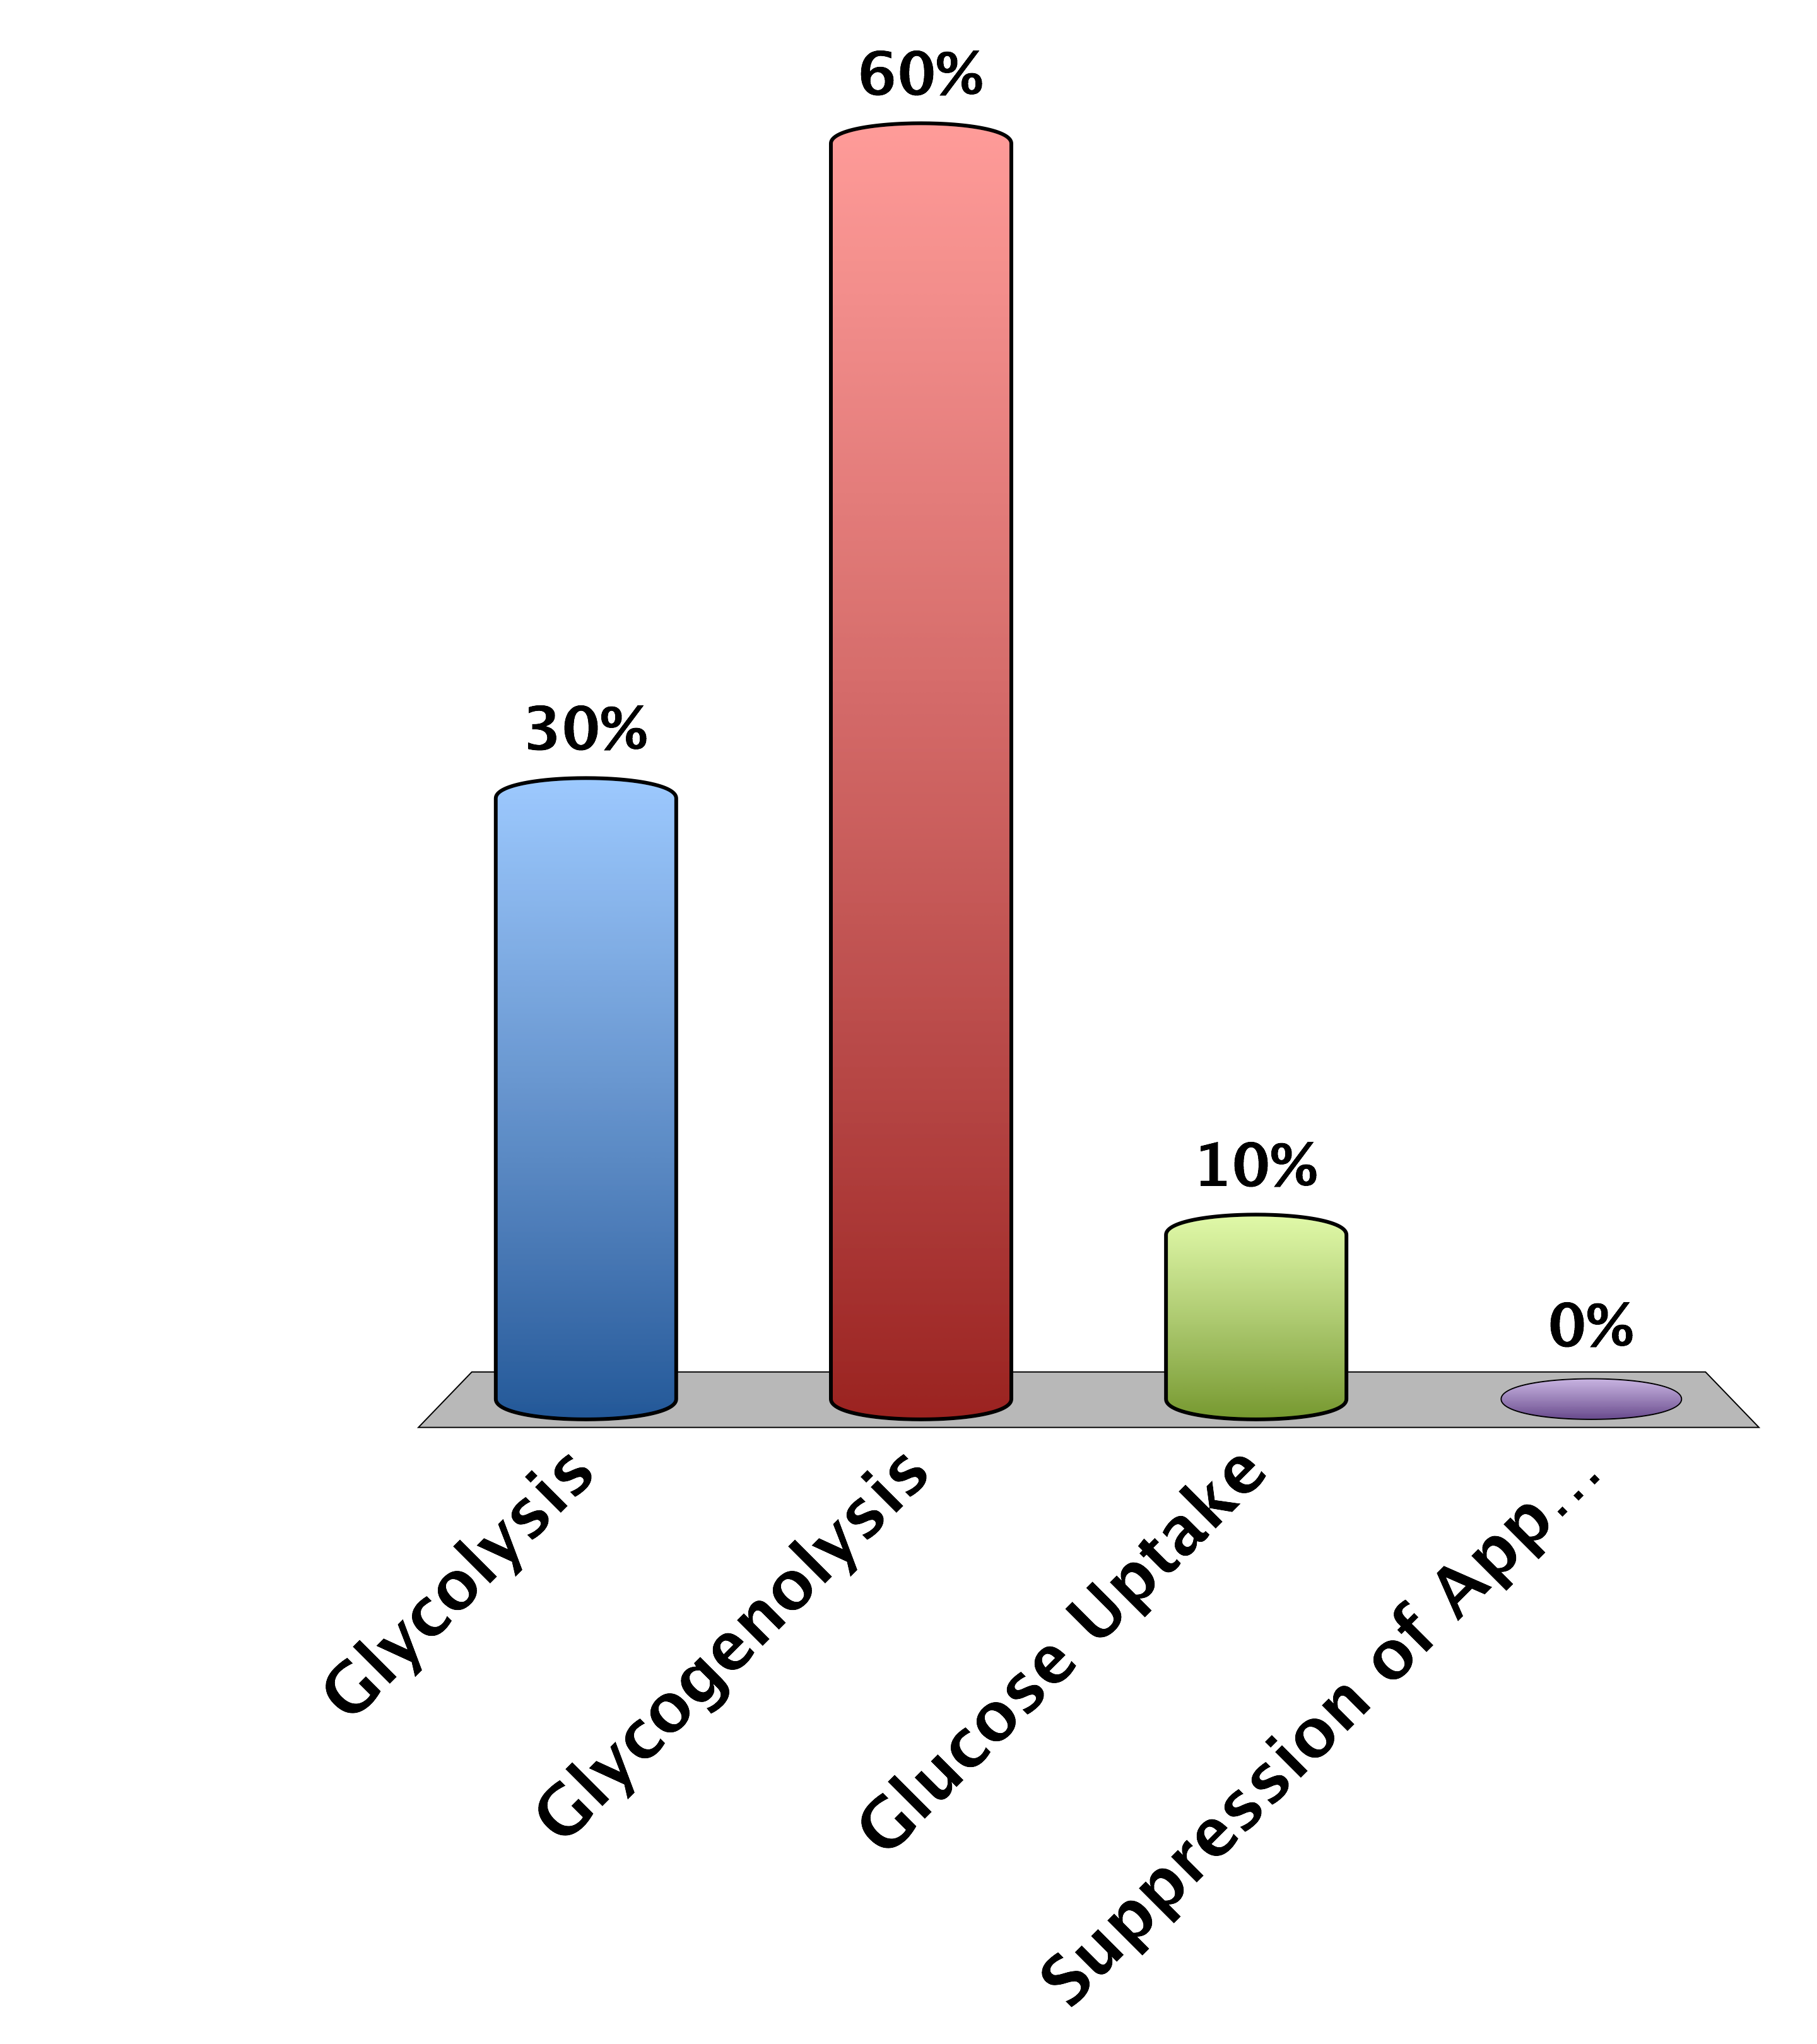 60%
30%
10%
0%
Glycolysis
Glycogenolysis
Glucose Uptake
Suppression of App...